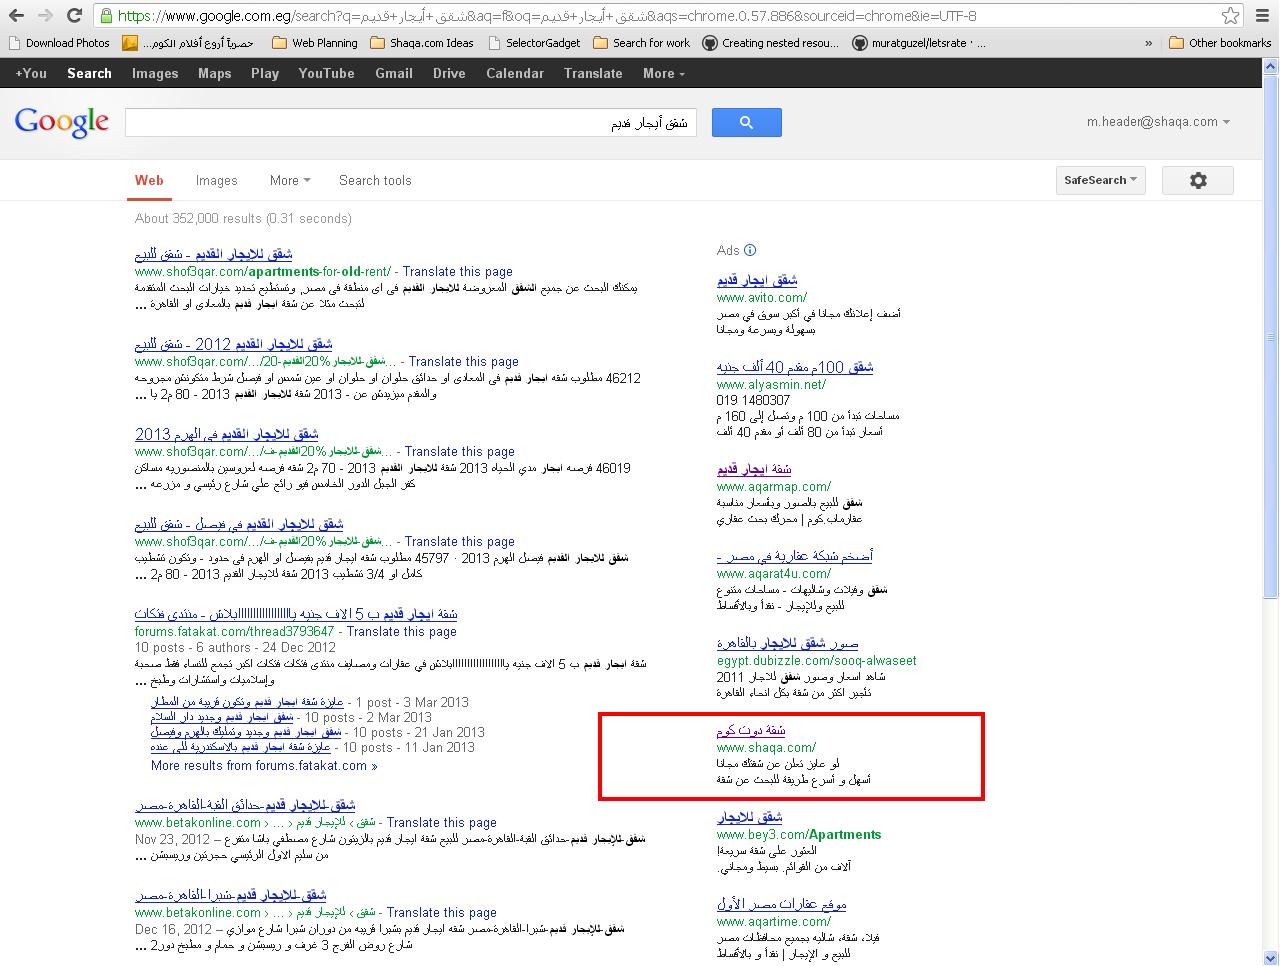 https://www.google.com.eg/search?q=شقق+أيجار+قديم&aq=f&oq=شقق+أيجار+قديم&aqs=chrome.0.57.886&sourceid=chrome&ie=UTF-8
Download Photos
حصرياً أروع أفلام الكوم...
Web Planning
Shaqa.com Ideas
SelectorGadget
Search for work
Creating nested resou...
muratguzel/letsrate · ...
»
Other bookmarks
+You Search Images Maps Play YouTube Gmail Drive Calendar Translate More
Google
شقق أيجار قديم
m.header@shaqa.com
Web Images More Search tools
SafeSearch
About 352,000 results (0.31 seconds)
شقق للايجار القديم - شقق للبيع
www.shof3qar.com/apartments-for-old-rent/ - Translate this page
يمكنك البحث عن جميع الشقق المعروضة للايجار القديم فى اى منطقة فى مصر, وتستطيع تحديد خيارات البحث المتقدمة
لتبحث مثلا عن شقة ايجار قديم بالمعادى او القاهرة ...
شقق للايجار القديم 2012 - شقق للبيع
www.shof3qar.com/.../20-شقق-للايجار%20القديم... - Translate this page
46212 مطلوب شقه ايجار قديم فى المعادى او حدائق حلوان او حلوان او عين شمس او فيصل شرط متكونش مجروحه
والمقدم ميزيدش عن - 2013 شقة للايجار القديم 2013 - 80 م2 يا ...
شقق للايجار القديم في الهرم 2013
www.shof3qar.com/.../شقق-للايجار%20القديم-ف... - Translate this page
46019 فرصه ايجار مدي الحياه 2013 شقة للايجار القديم 2013 - 70 م2 شقه فرصه لعروسين بالمنصوريه مساكن
كفر الجبل الدور الخامس فيو رائع علي شارع رئيسي و مزرعه ...
شقق للايجار القديم في فيصل - شقق للبيع
www.shof3qar.com/.../شقق-للايجار%20القديم-ف... - Translate this page
شقق للايجار القديم فيصل الهرم 2013 · 45797 مطلوب شقه ايجار قديم بفيصل او الهرم فى حدود - وتكون تشطيب
كامل او 3/4 تشطيب 2013 شقة للايجار القديم 2013 - 80 م2 ...
شقة ايجار قديم ب 5 الاف جنيه يااااااااااااااااااابلاش - منتدى فتكات
forums.fatakat.com/thread3793647 - Translate this page
10 posts - 6 authors - 24 Dec 2012
شقة ايجار قديم ب 5 الاف جنيه يااااااااااااااااااابلاش في عقارات ومصايف منتدى فتكات فتكات اكبر تجمع للنساء فقط صحبة
وإسلاميات واستشارات وطبخ ...
عايزة شقة ايجار قديم وتكون قريبة من المطار - 1 post - 3 Mar 2013
شقق ايجار قديم وجديد دار السلام - 10 posts - 2 Mar 2013
شقق ايجار قديم وجديد وتمليك بالهرم وفيصل - 10 posts - 21 Jan 2013
عايزة شقة ايجار قديم بالاسكندرية للى عنده - 10 posts - 11 Jan 2013
More results from forums.fatakat.com »
شقق-للايجار قديم-حدائق القبة-القاهرة-مصر
www.betakonline.com › ... › شقق › للإيجار قديم - Translate this page
Nov 23, 2012 – شقق-للإيجار قديم-حدائق القبة-القاهرة-مصر للبيع شقة ايجار قديم بالزيتون شارع مصطفي باشا متفرع
من سليم الاول الرئيسي حجرتين وريسبشن ...
شقق-للايجار قديم-شبرا-القاهرة-مصر
www.betakonline.com › ... › شقق › للإيجار قديم - Translate this page
Dec 16, 2012 – شقق-للإيجار قديم-شبرا-القاهرة-مصر شقه ايجار قديم بشبرا قريبه من دوران شبرا شارع موازي
شارع روض الفرج 3 غرف و ريسبشن و حمام و مطبخ دور2 ...
Ads
شقق ايجار قديم
www.avito.com/
أضف إعلانك مجانا في أكبر سوق في مصر
بسهولة وبسرعة ومجانا
شقق 100م مقدم 40 ألف جنيه
www.alyasmin.net/
019 1480307
مساحات تبدأ من 100 م وتصل إلى 160 م
أسعار تبدأ من 80 ألف أو مقدم 40 ألف
شقة ايجار قديم
www.aqarmap.com/
شقق للبيع بالصور وبأسعار مناسبة
عقارماب.كوم | محرك بحث عقاري
أضخم شبكة عقارية في مصر -
www.aqarat4u.com/
شقق وفيلات وشاليهات - مساحات متنوع
للبيع وللإيجار - نقداً وبالأقساط
صور شقق للايجار بالقاهرة
egypt.dubizzle.com/sooq-alwaseet
شاهد اسعار وصور شقق للاجار 2011
تأجير اكثر من شقة بكل انحاء القاهرة
شقة دوت كوم
www.shaqa.com/
لو عايز تعلن عن شقتك مجانا
أسهل و أسرع طريقة للبحث عن شقة
شقق للايجار
www.bey3.com/Apartments
العثور على شقة سريعة!
آلاف من القوائم. بسيط ومجاني.
موقع عقارات مصر الأول
www.aqartime.com/
فيلا، شقة، شاليه بجميع محافظات مصر
للبيع و الإيجار | نقداً و بالأقساط